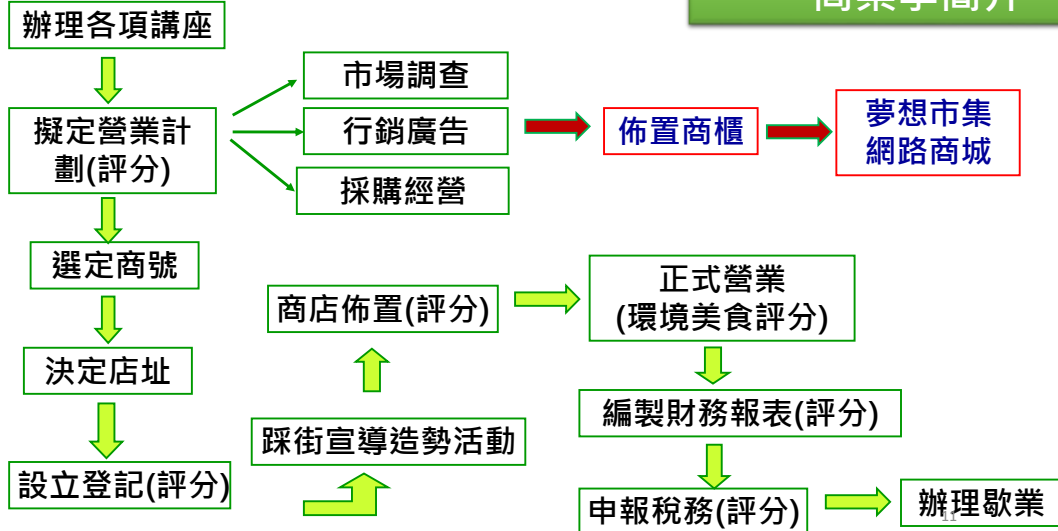 辦理各項講座
擬定營業計
劃(評分)
市場調查
行銷廣告
採購經營
佈置商櫃
夢想市集
網路商城
選定商號
決定店址
設立登記(評分)
踩街宣導造勢活動
商店佈置(評分)
正式營業
(環境美食評分)
編製財務報表(評分)
申報稅務(評分)
辦理歇業
11